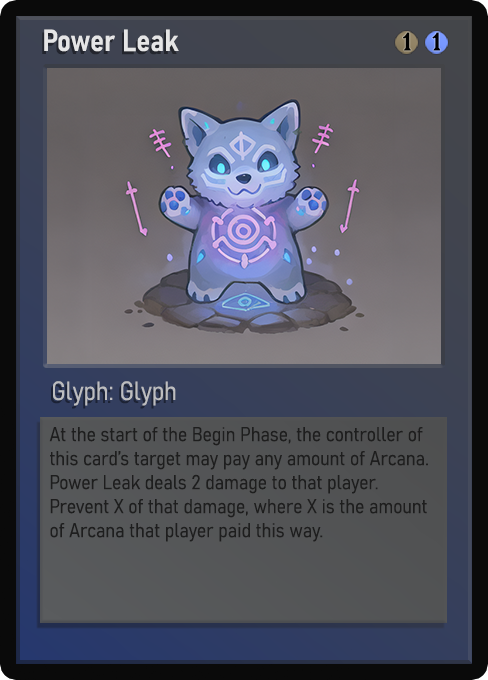 Power Leak 1 1
Glyph: Glyph
At the start of the Begin Phase, the controller of
this card's target may pay any amount of Arcana.
Power Leak deals 2 damage to that player.
Prevent X of that damage, where X is the amount
of Arcana that player paid this way.